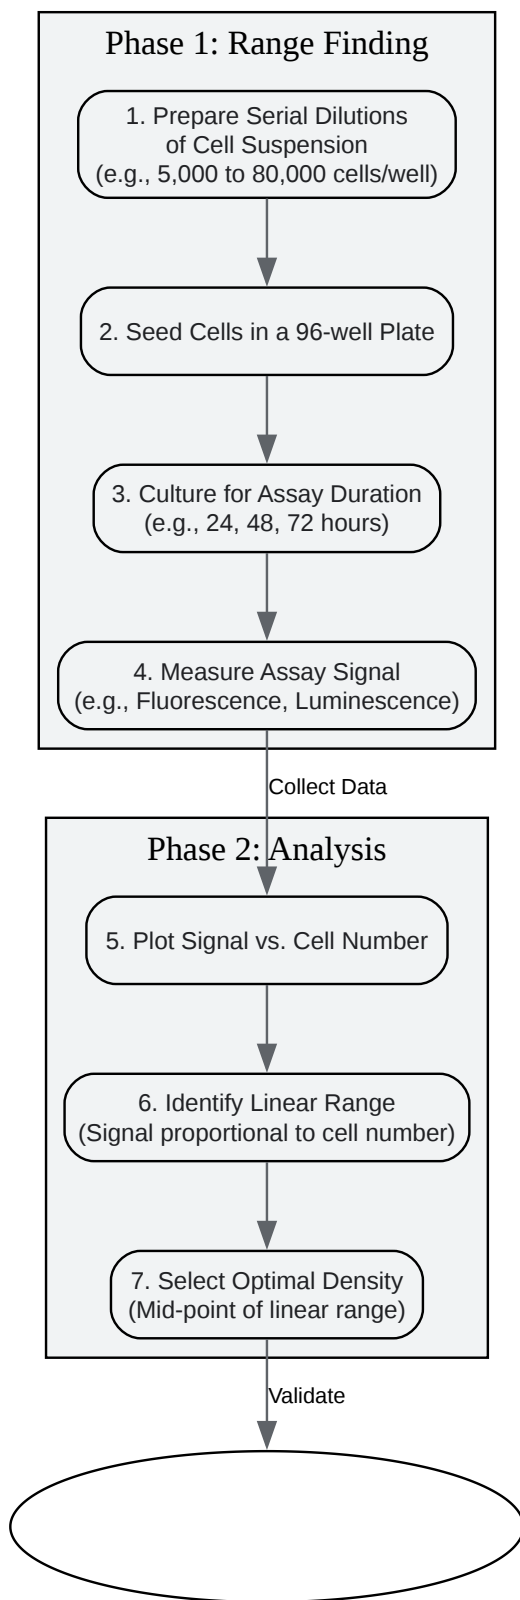 Phase 1: Range Finding
1. Prepare Serial Dilutions
of Cell Suspension
(e.g., 5,000 to 80,000 cells/well)
2. Seed Cells in a 96-well Plate
3. Culture for Assay Duration
(e.g., 24, 48, 72 hours)
4. Measure Assay Signal
(e.g., Fluorescence, Luminescence)
Collect Data
Phase 2: Analysis
5. Plot Signal vs. Cell Number
6. Identify Linear Range
(Signal proportional to cell number)
7. Select Optimal Density
(Mid-point of linear range)
Validate